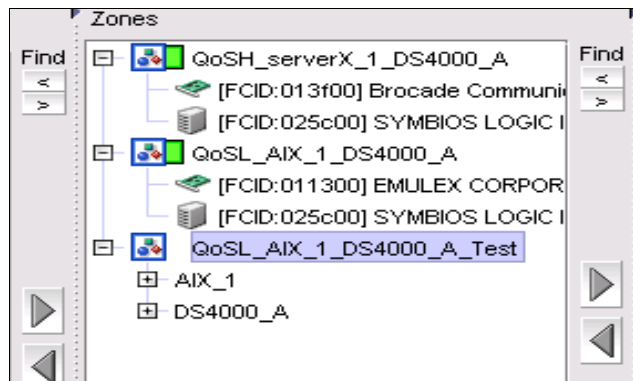 Zones
Find
<
>
QoSH_serverX_1_DS4000_A
[FCID:013f00] Brocade Communi
[FCID:025c00] SYMBIOS LOGIC I
QoSL_AIX_1_DS4000_A
[FCID:011300] EMULEX CORPOR
[FCID:025c00] SYMBIOS LOGIC I
QoSL_AIX_1_DS4000_A_Test
AIX_1
DS4000_A
Find
<
>